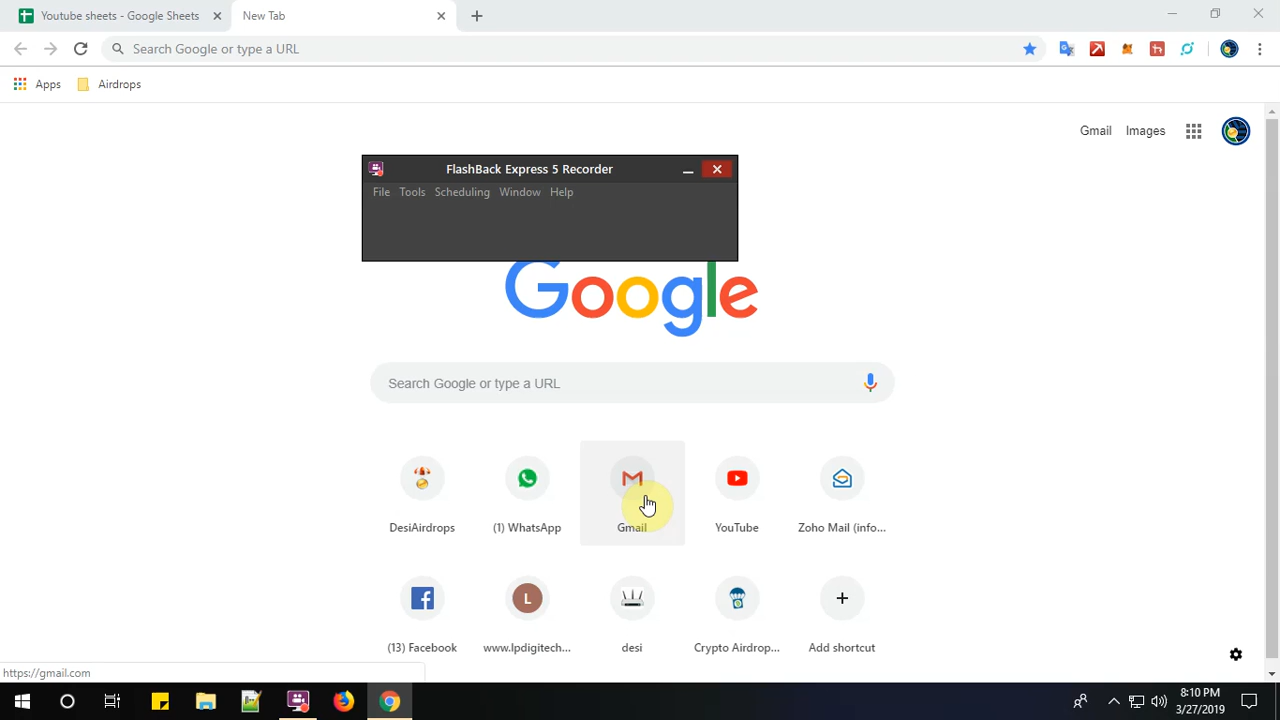 Youtube sheets - Google Sheets
New Tab
Search Google or type a URL
Apps
Airdrops
Gmail
Images
FlashBack Express 5 Recorder
File
Tools
Scheduling
Window
Help
Google
Search Google or type a URL
DesiAirdrops
(1) WhatsApp
Gmail
YouTube
Zoho Mail (info...
(13) Facebook
L
www.lpdigitech...
desi
Crypto Airdrop...
Add shortcut
https://gmail.com
8:10 PM
3/27/2019